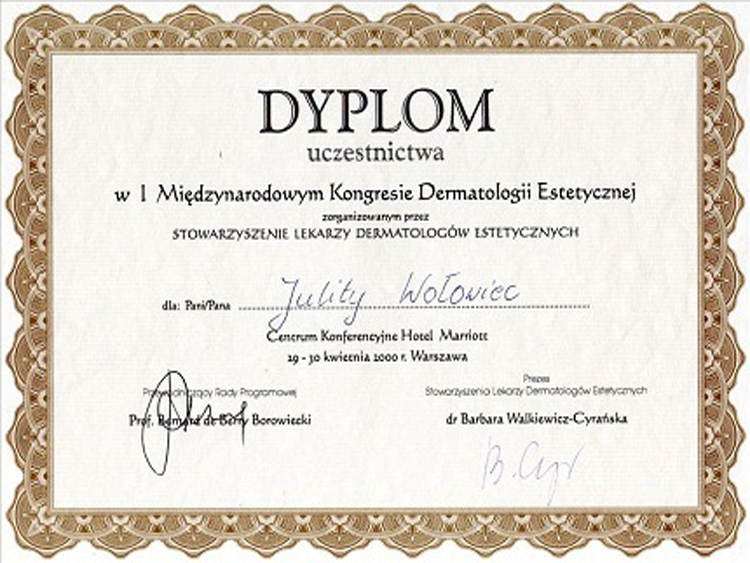 DYPLOM
uczestnictwa
w I Międzynarodowym Kongresie Dermatologii Estetycznej
zorganizowanym przez
STOWARZYSZENIE LEKARZY DERMATOLOGÓW ESTETYCZNYCH
dla: Pani/Pana Julity Wołowiec
Centrum Konferencyjne Hotel Marriott
29 - 30 kwietnia 2000 r. Warszawa
Przewodniczący Rady Programowej
Prof. Bernard de Berry Borowiecki
Prezes
Stowarzyszenia Lekarzy Dermatologów Estetycznych
dr Barbara Walkiewicz-Cyrańska